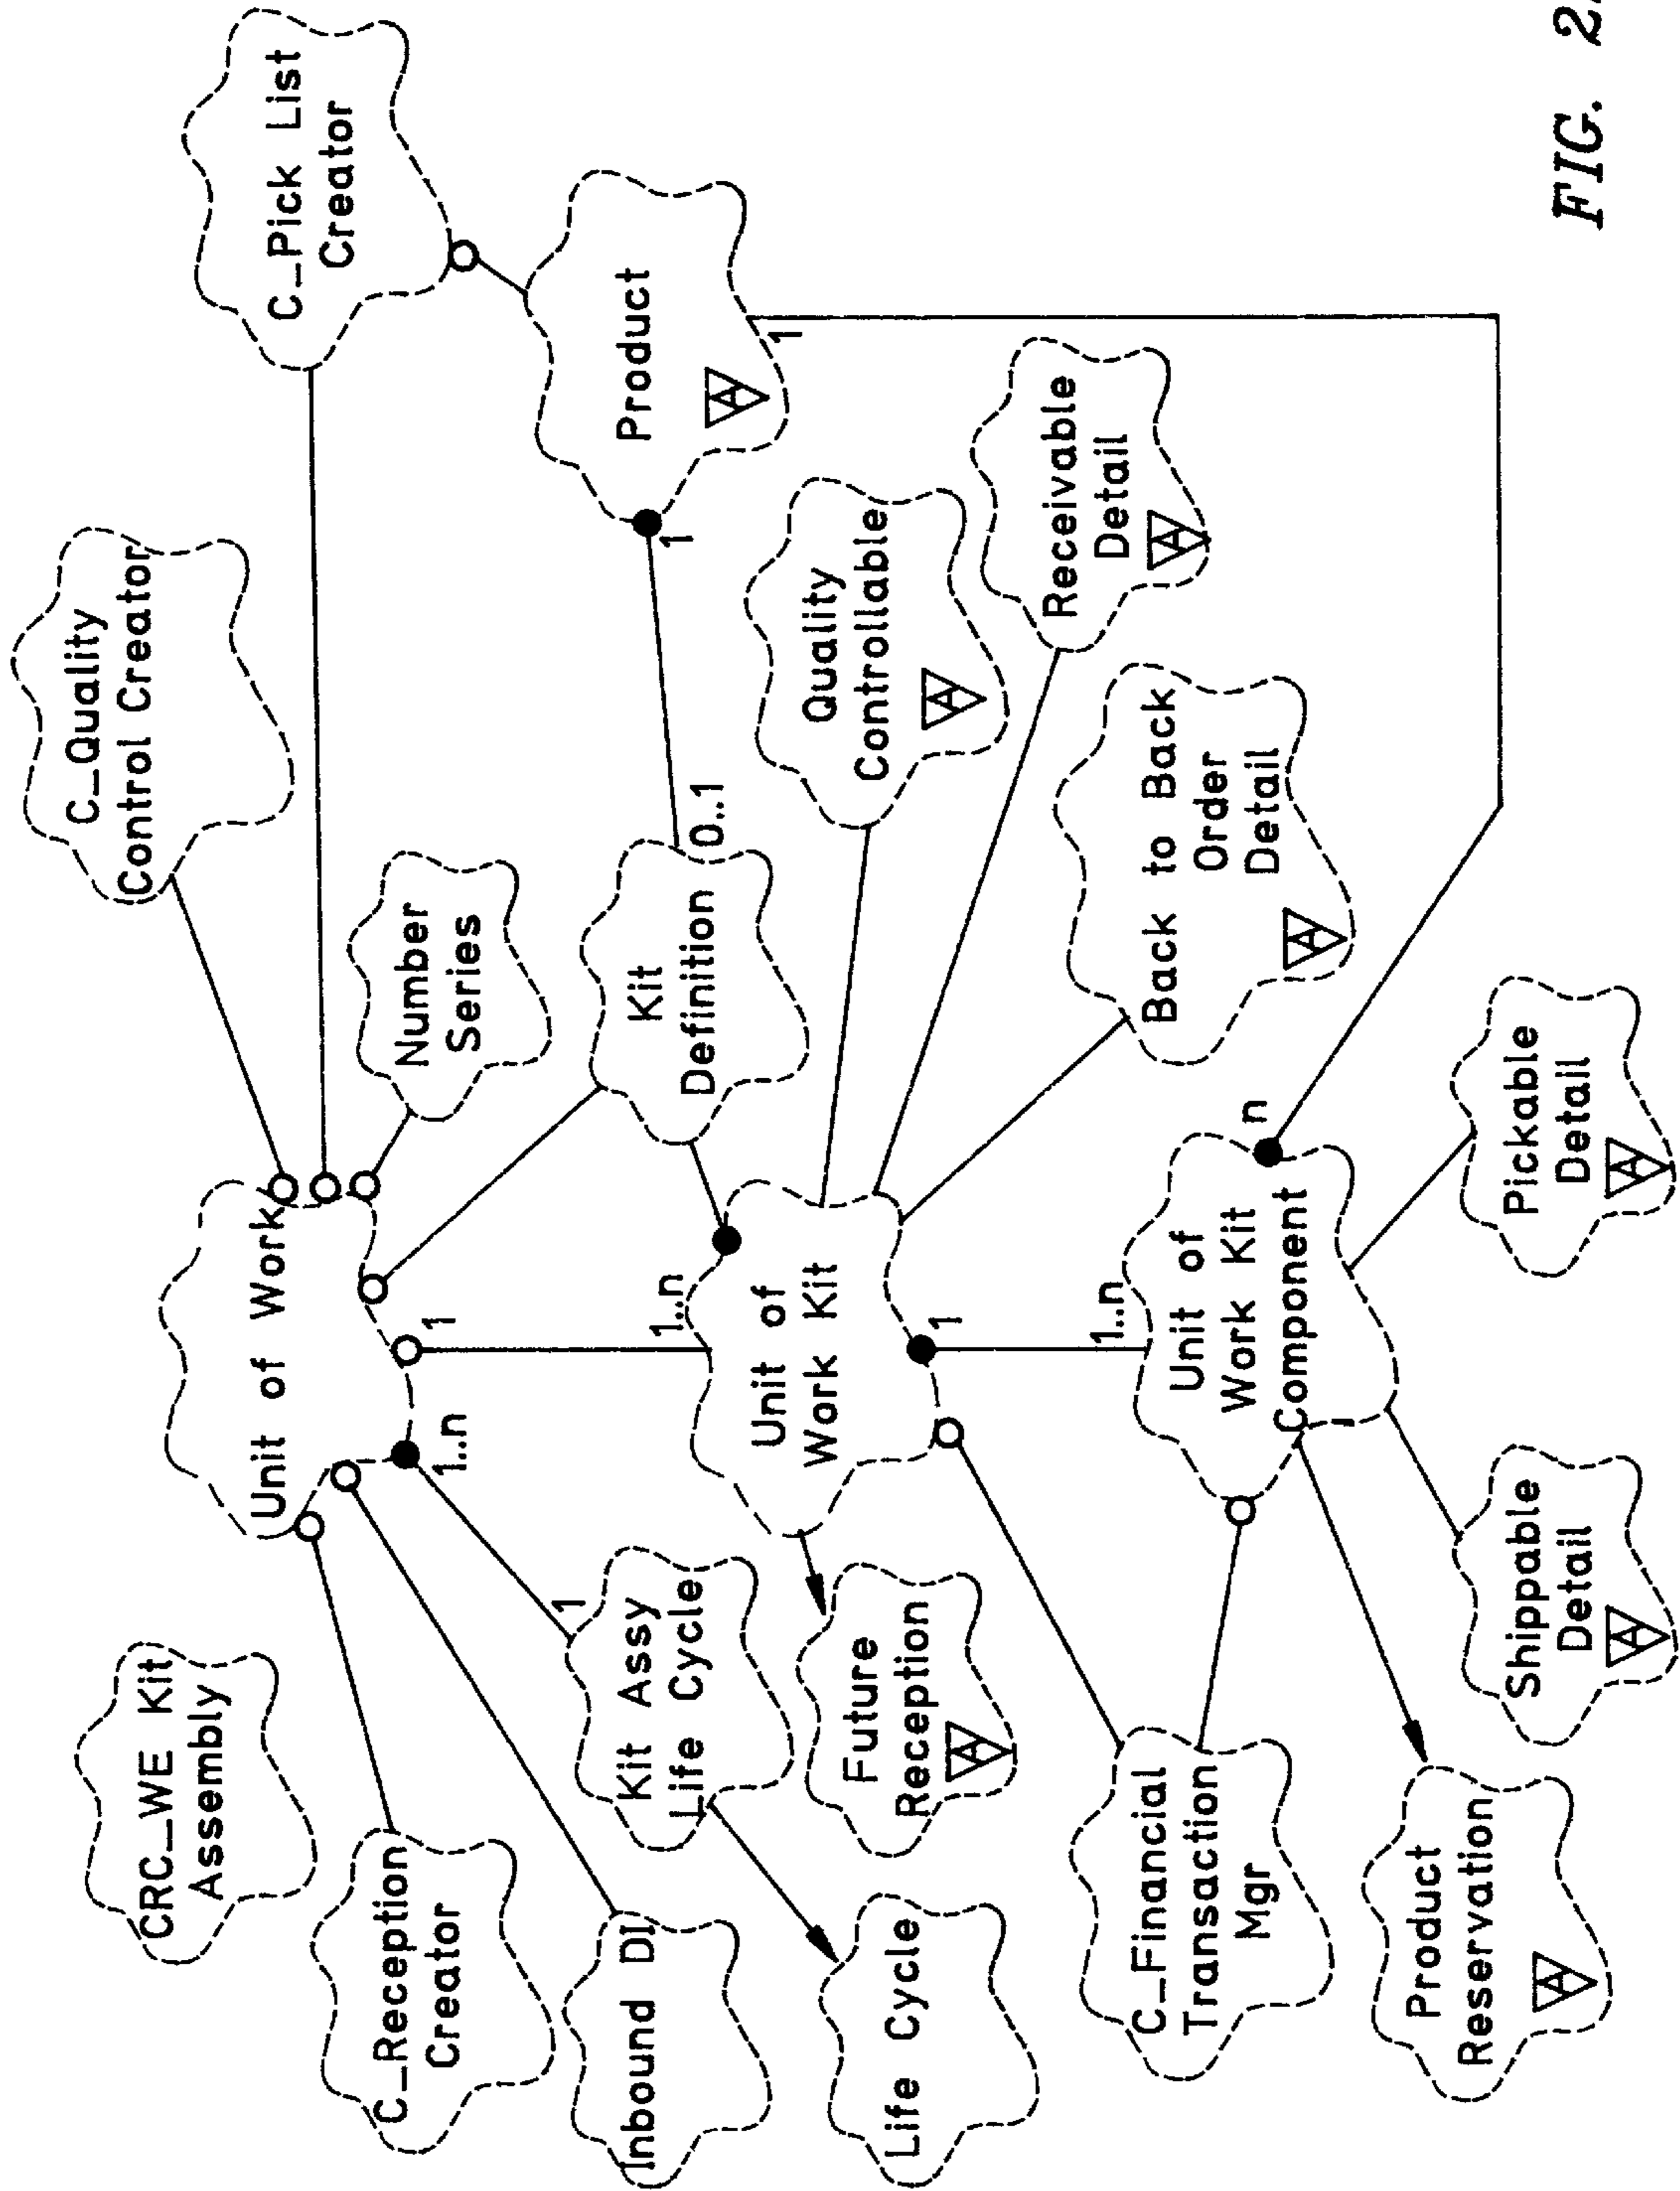 CRC_WE Kit
Assembly
C_Reception
Creator
Inbound DI
Life Cycle
C_Financial
Transaction
Mgr
Product
Reservation
A
Kit Assy
Life Cycle
1
Future
Reception
A
Shippable
Detail
A
Unit of Work
1..n
1
1..n
Unit of
Work Kit
1
1..n
Unit of
Work Kit
Component
n
Pickable
Detail
A
Number
Series
Kit
Definition
0..1
C_Quality
Control Creator
Quality
Controllable
A
Back to Back
Order
Detail
A
Receivable
Detail
A
C_Pick List
Creator
Product
A
1
1
FIG.